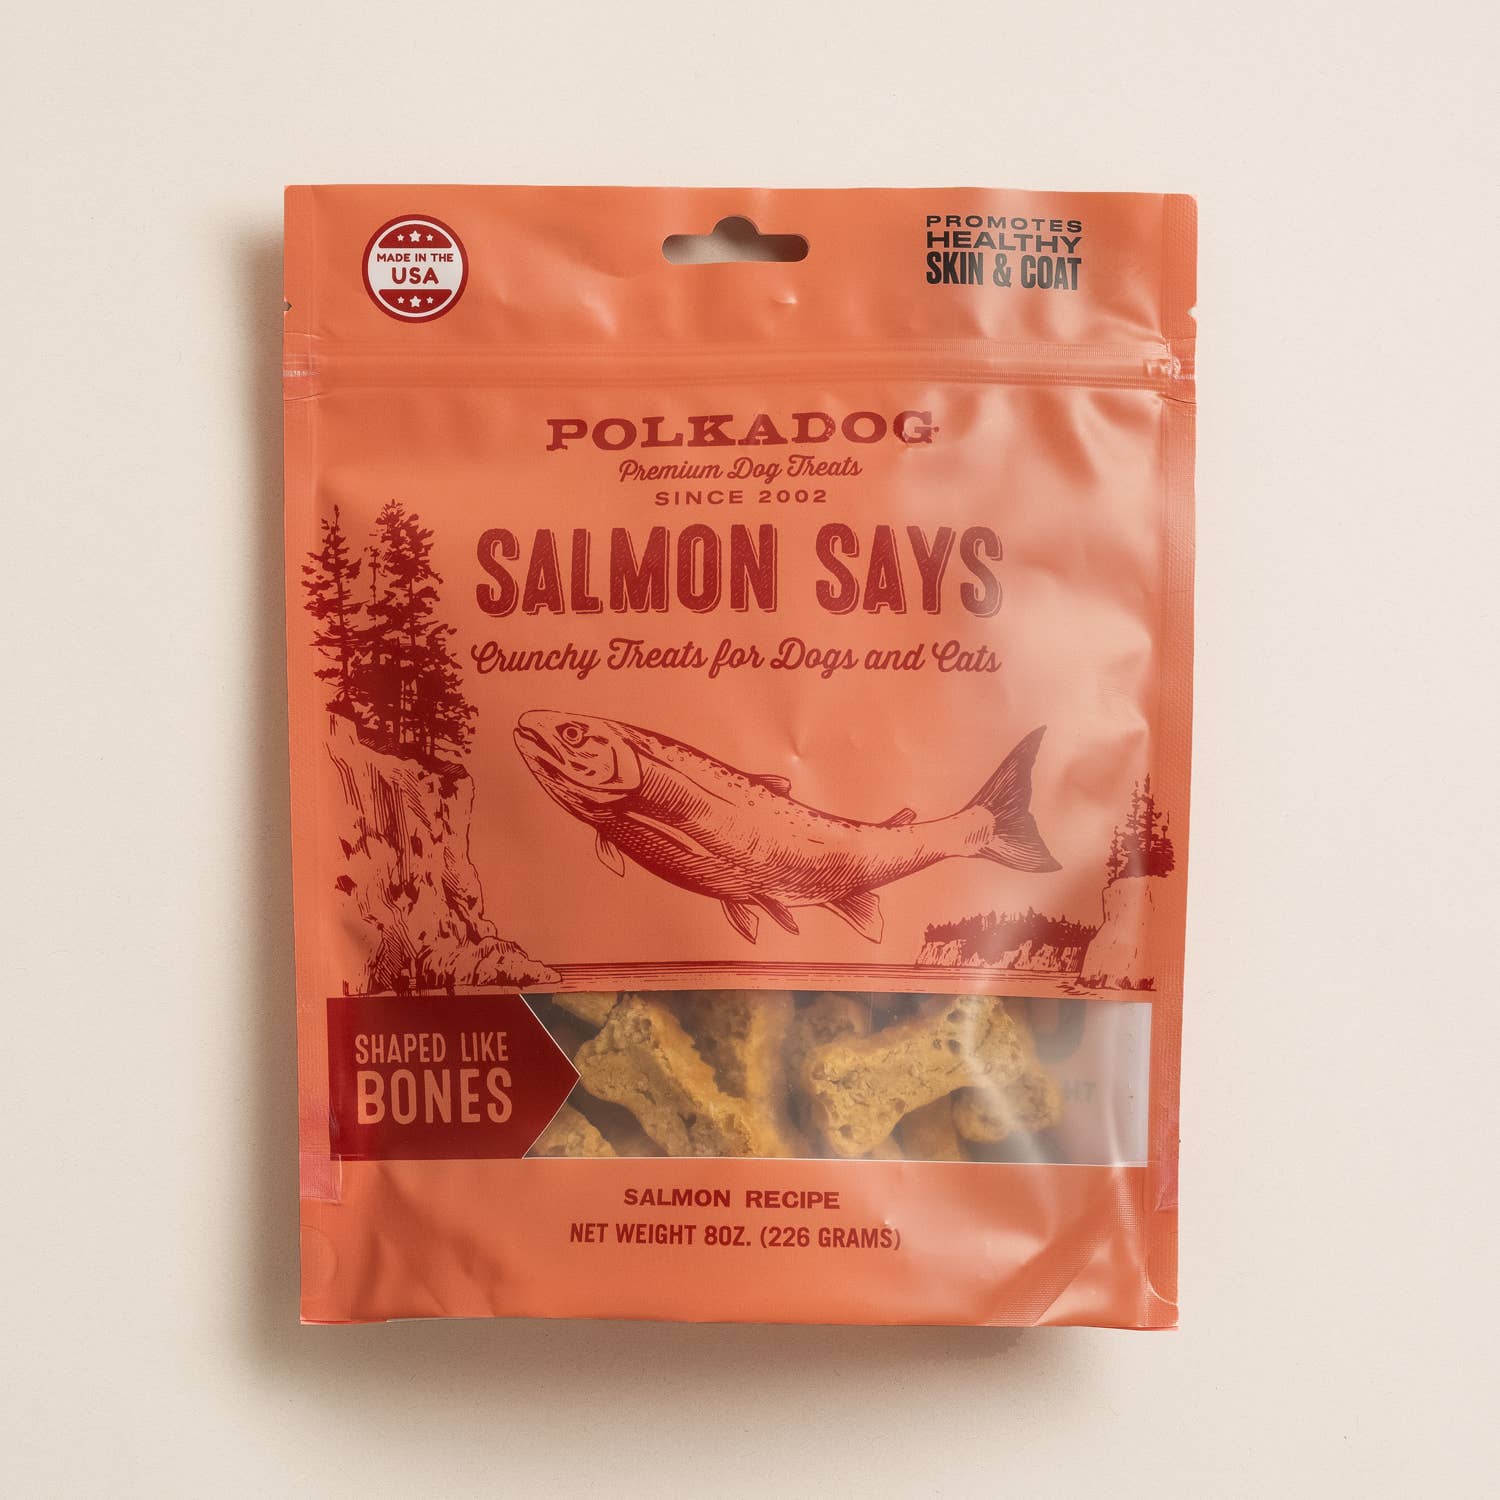 MADE IN THE
USA
PROMOTES
HEALTHY
SKIN & COAT
POLKADOG
Premium Dog Treats
SINCE 2002
SALMON SAYS
Crunchy Treats for Dogs and Cats
SHAPED LIKE
BONES
SALMON RECIPE
NET WEIGHT 8OZ. (226 GRAMS)